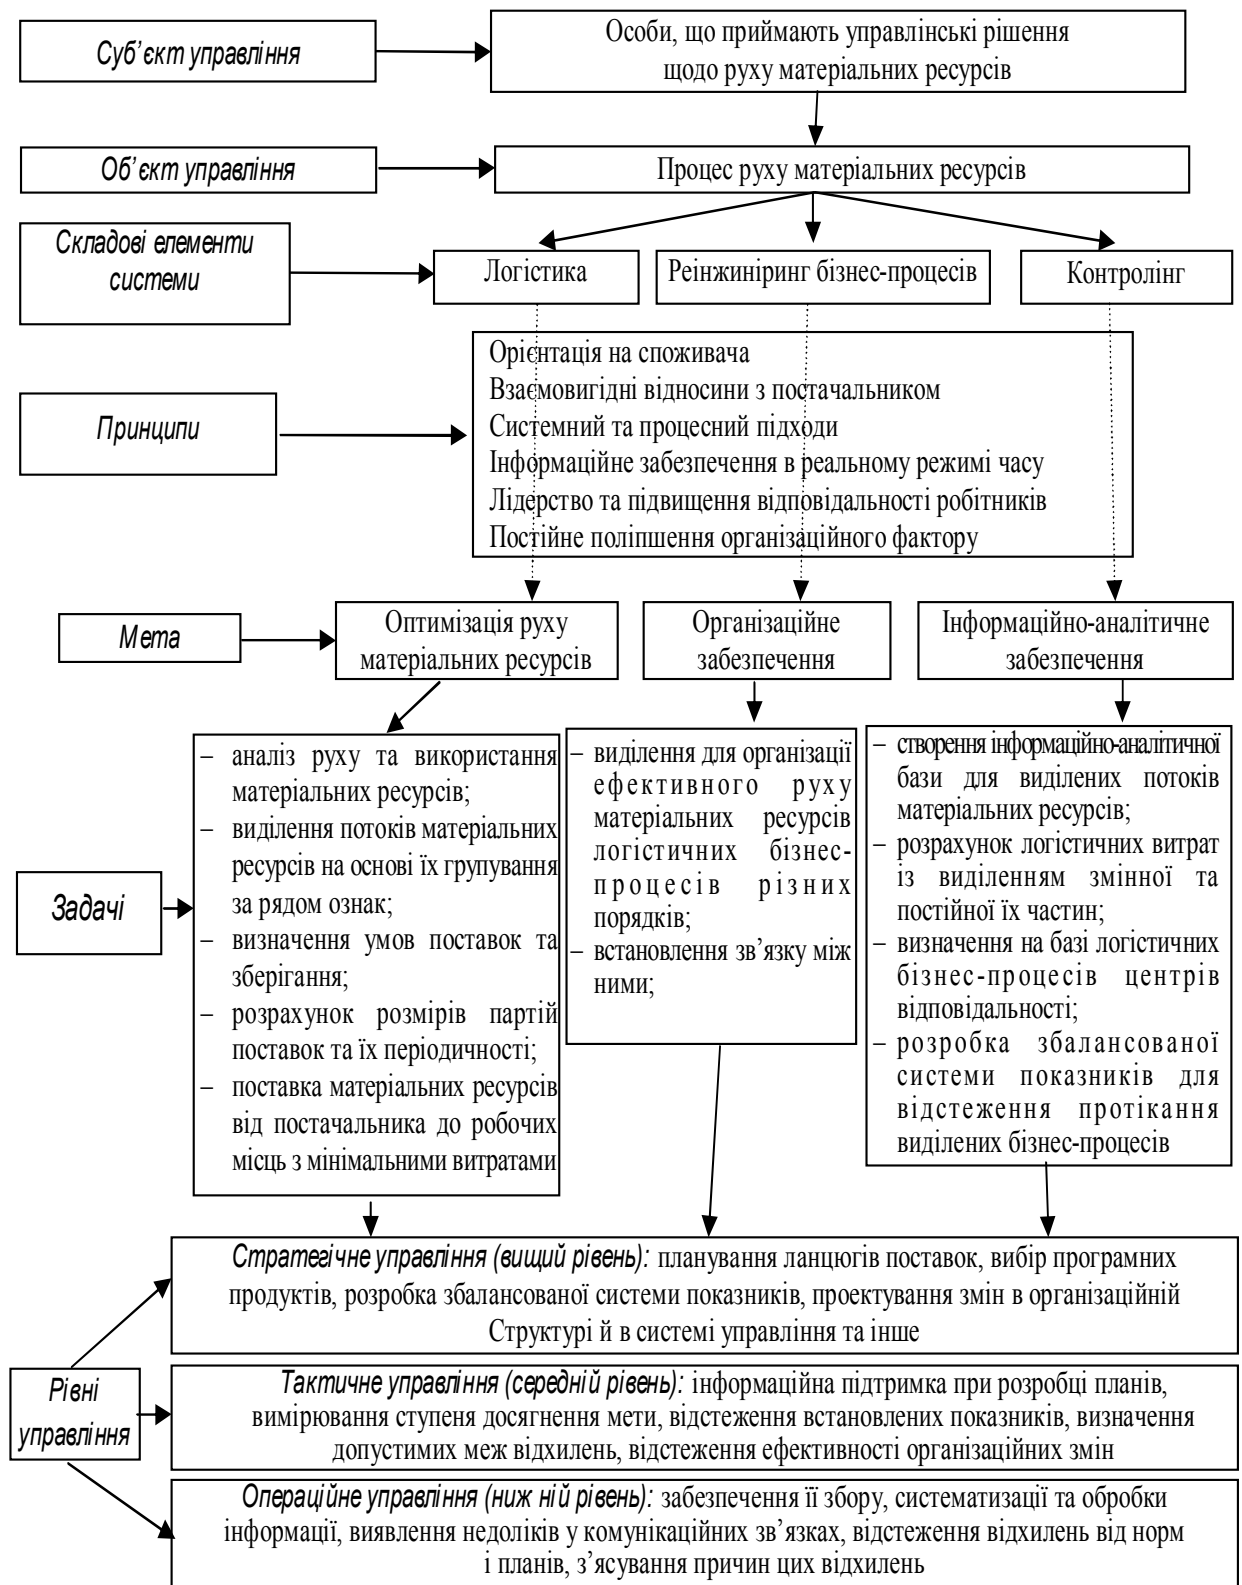 Суб’єкт управління
Особи, що приймають управлінські рішення
щодо руху матеріальних ресурсів
Об’єкт управління
Процес руху матеріальних ресурсів
Складові елементи
системи
Логістика
Реінжиніринг бізнес-процесів
Контролінг
Принципи
Орієнтація на споживача
Взаємовигідні відносини з постачальником
Системний та процесний підходи
Інформаційне забезпечення в реальному режимі часу
Лідерство та підвищення відповідальності робітників
Постійне поліпшення організаційного фактору
Мета
Оптимізація руху
матеріальних ресурсів
Організаційне
забезпечення
Інформаційно-аналітичне
забезпечення
Задачі
– аналіз руху та використання
матеріальних ресурсів;
– виділення потоків матеріальних
ресурсів на основі їх групування
за рядом ознак;
– визначення умов поставок та
зберігання;
– розрахунок розмірів партій
поставок та їх періодичності;
– поставка матеріальних ресурсів
від постачальника до робочих
місць з мінімальними витратами
– виділення для організації
ефективного руху
матеріальних ресурсів
логістичних бізнес-
процесів різних
порядків;
– встановлення зв’язку між
ними;
– створення інформаційно-аналітичної
бази для виділених потоків
матеріальних ресурсів;
– розрахунок логістичних витрат
із виділенням змінної та
постійної їх частин;
– визначення на базі логістичних
бізнес-процесів центрів
відповідальності;
– розробка збалансованої
системи показників для
відстеження протікання
виділених бізнес-процесів
Рівні
управління
Стратегічне управління (вищий рівень): планування ланцюгів поставок, вибір програмних
продуктів, розробка збалансованої системи показників, проектування змін в організаційній
Структурі й в системі управління та інше
Тактичне управління (середній рівень): інформаційна підтримка при розробці планів,
вимірювання ступеня досягнення мети, відстеження встановлених показників, визначення
допустимих меж відхилень, відстеження ефективності організаційних змін
Операційне управління (ниж ній рівень): забезпечення її збору, систематизації та обробки
інформації, виявлення недоліків у комунікаційних зв’язках, відстеження відхилень від норм
і планів, з’ясування причин цих відхилень